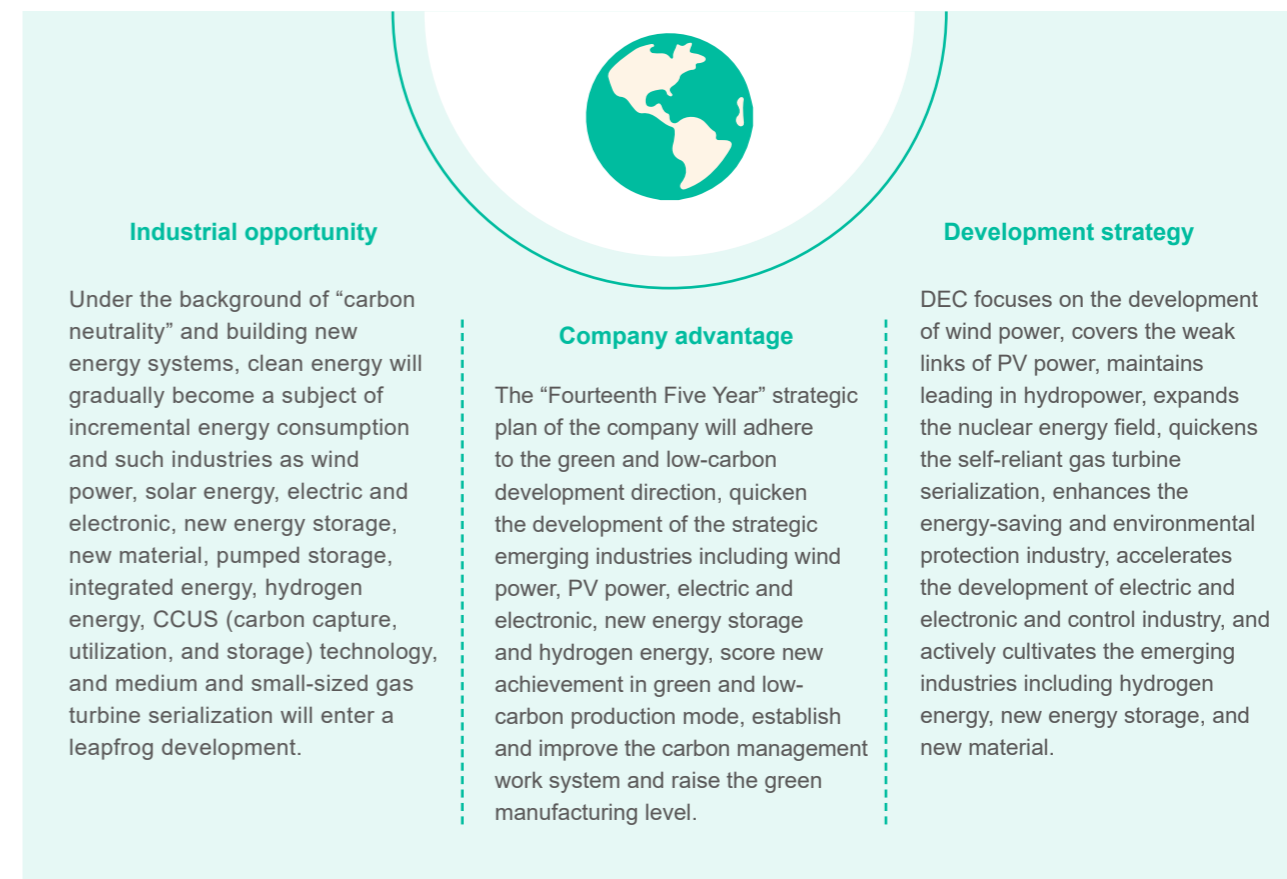 Industrial opportunity
Under the background of “carbon
neutrality” and building new
energy systems, clean energy will
gradually become a subject of
incremental energy consumption
and such industries as wind
power, solar energy, electric and
electronic, new energy storage,
new material, pumped storage,
integrated energy, hydrogen
energy, CCUS (carbon capture,
utilization, and storage) technology,
and medium and small-sized gas
turbine serialization will enter a
leapfrog development.
Company advantage
The “Fourteenth Five Year” strategic
plan of the company will adhere
to the green and low-carbon
development direction, quicken
the development of the strategic
emerging industries including wind
power, PV power, electric and
electronic, new energy storage
and hydrogen energy, score new
achievement in green and low-
carbon production mode, establish
and improve the carbon management
work system and raise the green
manufacturing level.
Development strategy
DEC focuses on the development
of wind power, covers the weak
links of PV power, maintains
leading in hydropower, expands
the nuclear energy field, quickens
the self-reliant gas turbine
serialization, enhances the
energy-saving and environmental
protection industry, accelerates
the development of electric and
electronic and control industry, and
actively cultivates the emerging
industries including hydrogen
energy, new energy storage, and
new material.